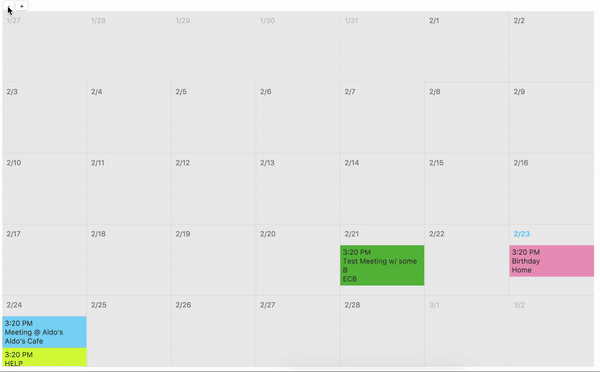 +
1/27 1/28 1/29 1/30 1/31 2/1 2/2
2/3 2/4 2/5 2/6 2/7 2/8 2/9
2/10 2/11 2/12 2/13 2/14 2/15 2/16
2/17 2/18 2/19 2/20 2/21 2/22 2/23
3:20 PM
Test Meeting w/ some
B
ECB
3:20 PM
Birthday
Home
2/24 2/25 2/26 2/27 2/28 3/1 3/2
3:20 PM
Meeting @ Aldo's
Aldo's Cafe
3:20 PM
HELP